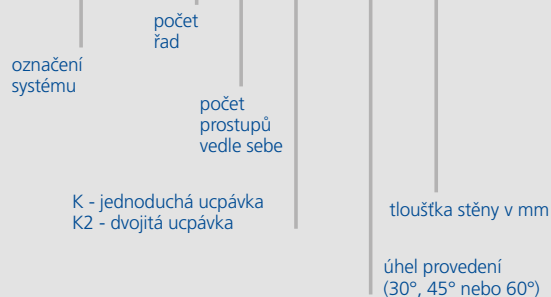 počet
řad
označení
systému
počet
prostupů
vedle sebe
K - jednoduchá ucpávka
K2 - dvojitá ucpávka
tloušťka stěny v mm
úhel provedení
(30°, 45° nebo 60°)